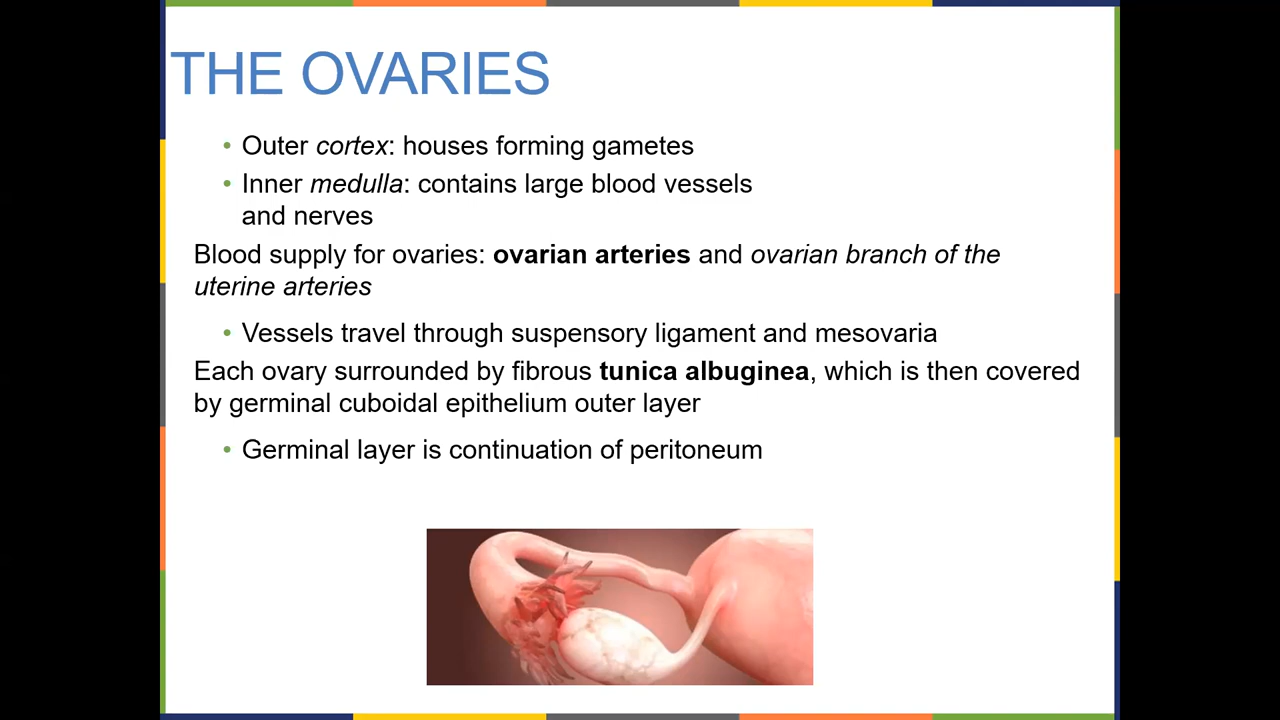 THE OVARIES
• Outer cortex: houses forming gametes
• Inner medulla: contains large blood vessels
and nerves
Blood supply for ovaries: ovarian arteries and ovarian branch of the
uterine arteries
• Vessels travel through suspensory ligament and mesovaria
Each ovary surrounded by fibrous tunica albuginea, which is then covered
by germinal cuboidal epithelium outer layer
• Germinal layer is continuation of peritoneum